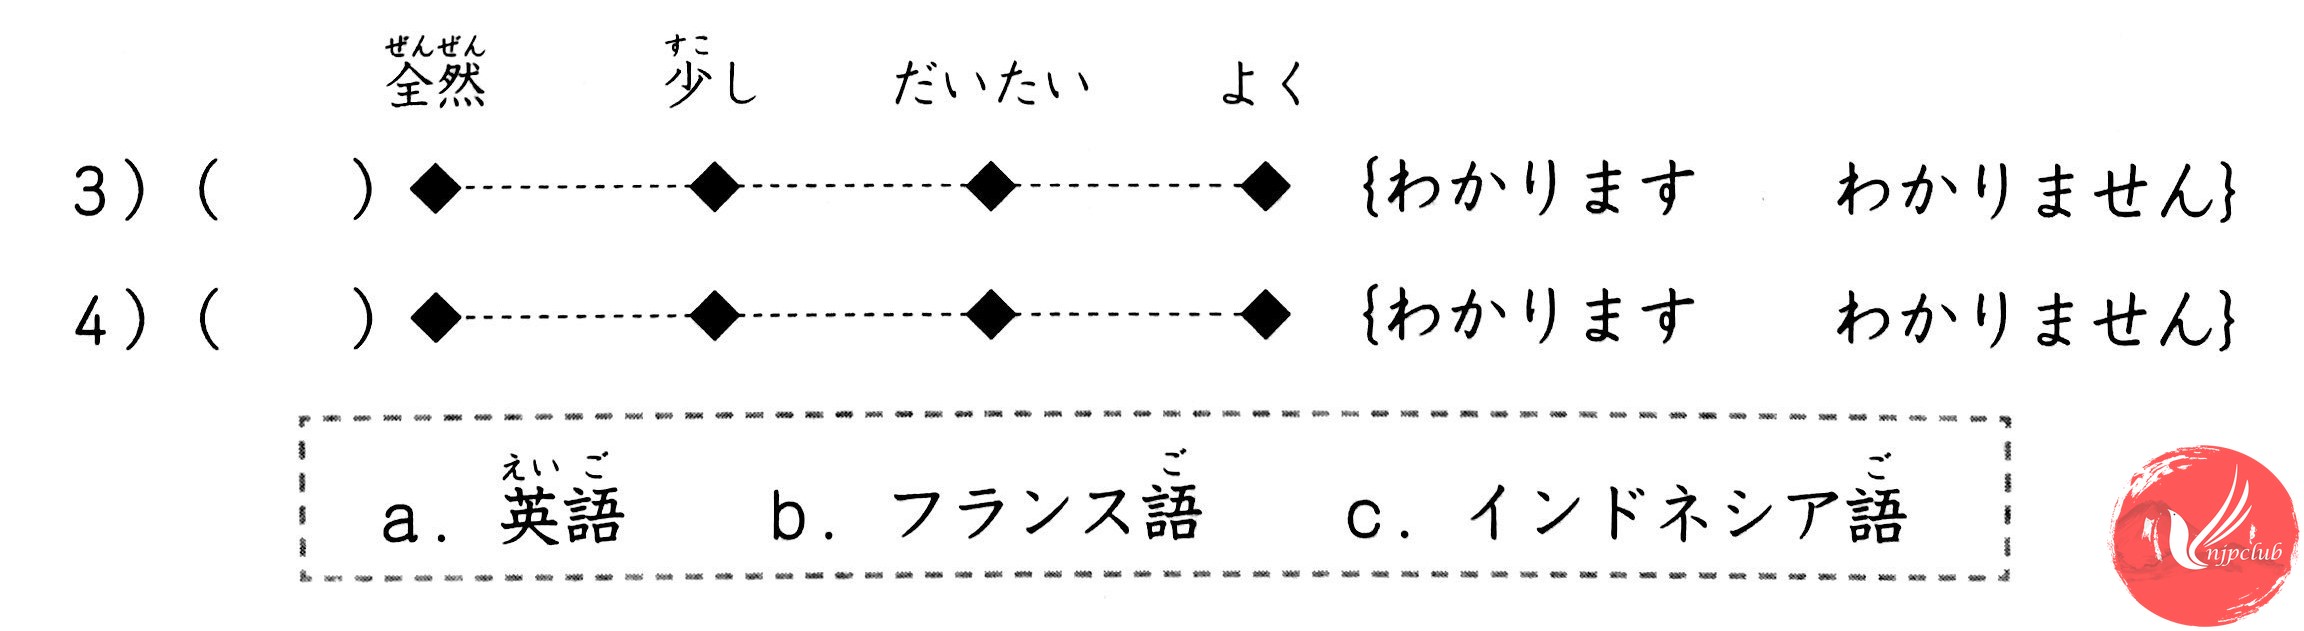 ぜんぜん すこ
全然 少し だいたい よく
3) ( ) {わかります わかりません}
4) ( ) {わかります わかりません}
えいご ご ご
a. 英語 b. フランス語 c. インドネシア語
njpclub